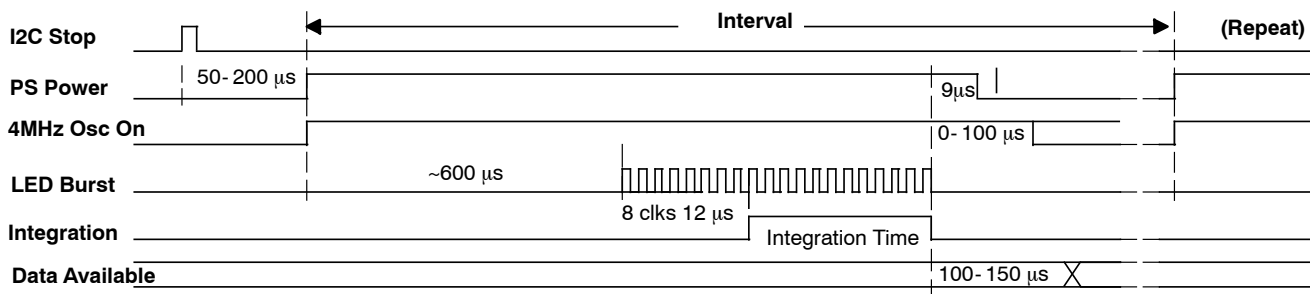 Interval
I2C Stop
(Repeat)
50-200 μs
PS Power
9μs
4MHz Osc On
0-100 μs
~600 μs
LED Burst
8 clks 12 μs
Integration
Integration Time
Data Available
100-150 μs